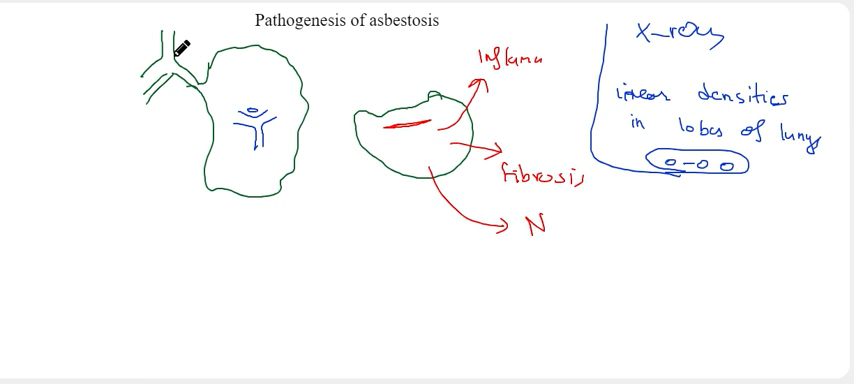 Pathogenesis of asbestosis
Inflamm
fibrosis
N
X-ray
linear densities
in lobes of lungs